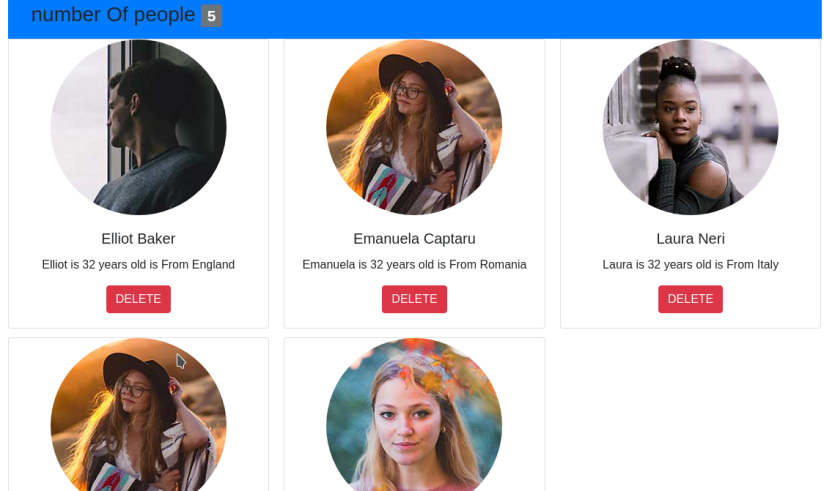 number Of people 5
Elliot Baker
Emanuela Captaru
Laura Neri
Elliot is 32 years old is From England
Emanuela is 32 years old is From Romania
Laura is 32 years old is From Italy
DELETE
DELETE
DELETE